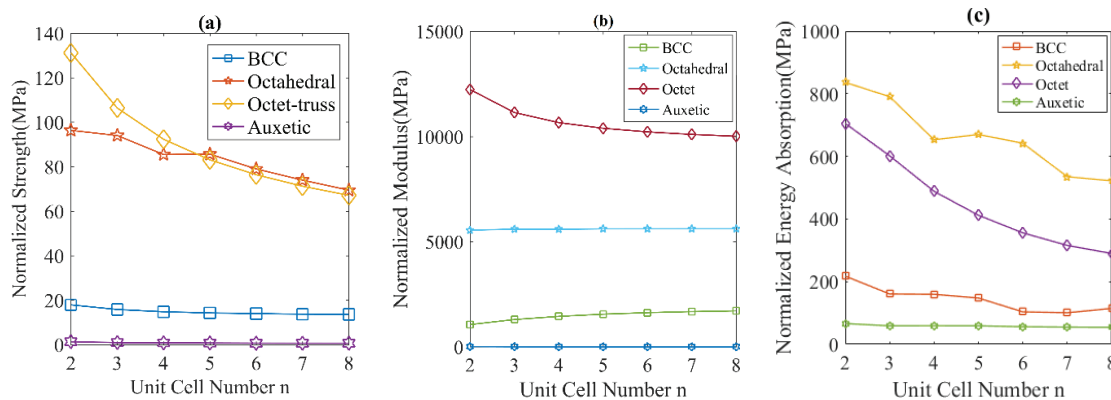 (a)
140
120
100
80
60
40
20
0
2 3 4 5 6 7 8
Normalized Strength(MPa)
Unit Cell Number n
BCC
Octahedral
Octet-truss
Auxetic
(b)
15000
10000
5000
0
2 3 4 5 6 7 8
Normalized Modulus(MPa)
Unit Cell Number n
BCC
Octahedral
Octet
Auxetic
(c)
1000
800
600
400
200
0
2 3 4 5 6 7 8
Normalized Energy Absorption(MPa)
Unit Cell Number n
BCC
Octahedral
Octet
Auxetic